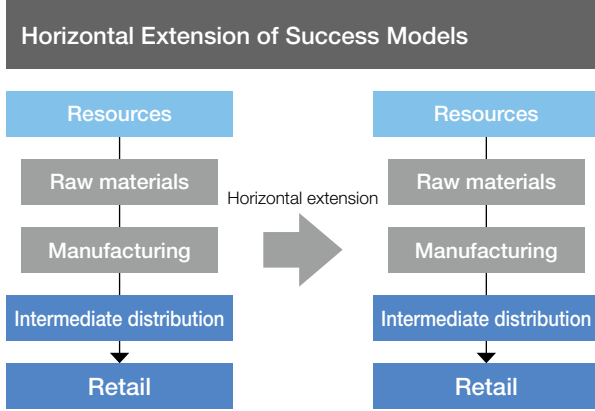 Horizontal Extension of Success Models
Resources
Raw materials
Manufacturing
Intermediate distribution
Retail
Horizontal extension
Resources
Raw materials
Manufacturing
Intermediate distribution
Retail